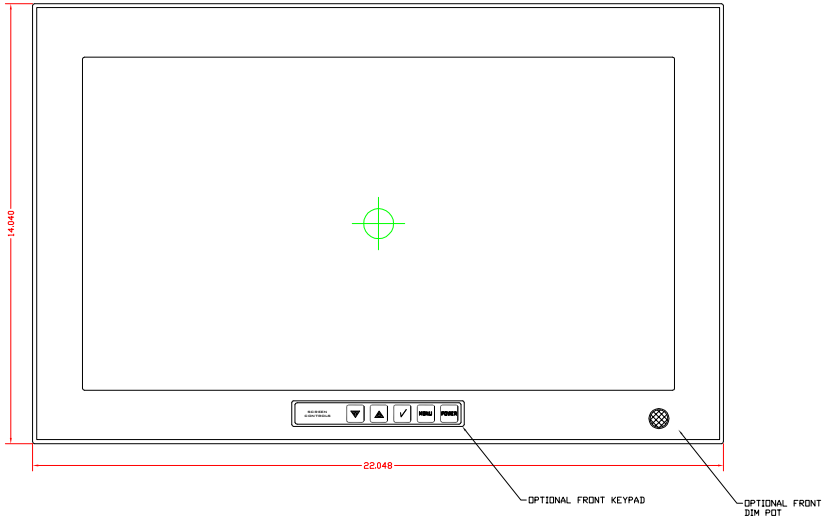 14.040
SCREEN
CONTROLS
MENU
POWER
22.048
OPTIONAL FRONT KEYPAD
OPTIONAL FRONT
DIM POT